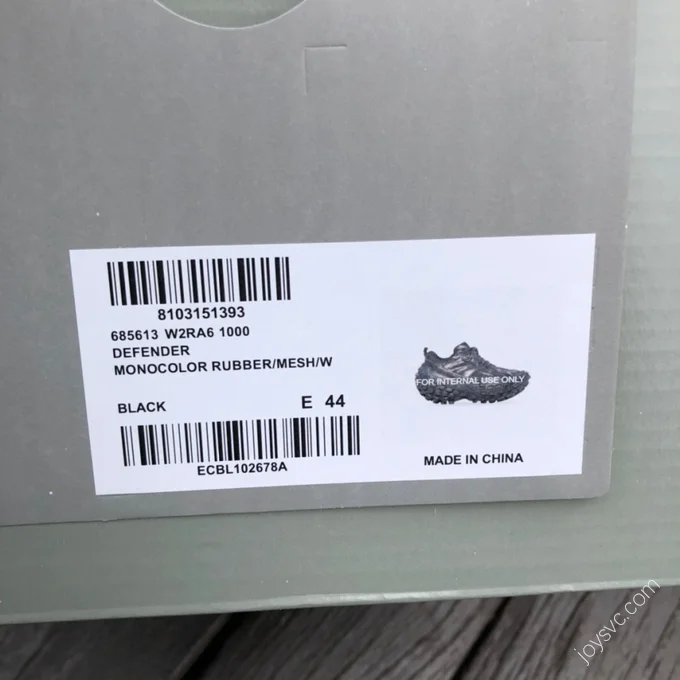 8103151393
685613 W2RA6 1000
DEFENDER
MONOCOLOR RUBBER/MESH/W
BLACK E 44
ECBL102678A
FOR INTERNAL USE ONLY
MADE IN CHINA
joysvc.com